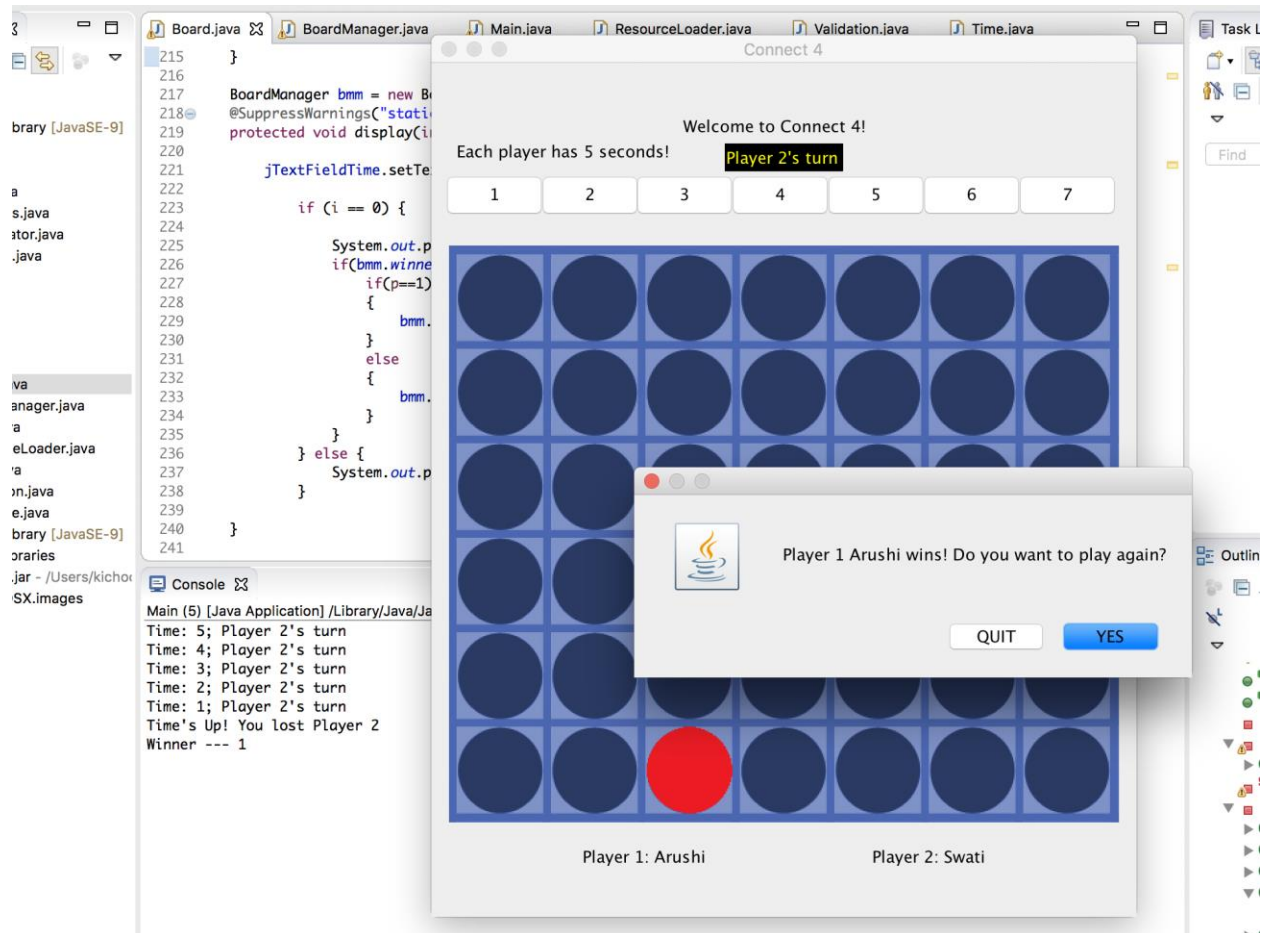 Board.java
BoardManager.java
Main.java
ResourceLoader.java
Validation.java
Time.java
Task L
brary [JavaSE-9]
a
s.java
ator.java
.java
va
anager.java
va
eLoader.java
va
on.java
e.java
brary [JavaSE-9]
oraries
.jar - /Users/kichoo
SX.images
215 }
216
217 BoardManager bmm = new Bo
218 @SuppressWarnings("stati
219 protected void display(i
220
221 jTextFieldTime.setTe
222
223 if (i == 0) {
224
225 System.out.p
226 if(bmm.winne
227 if(p==1)
228 {
229 bmm.
230 }
231 else
232 {
233 bmm.
234 }
235 }
236 } else {
237 System.out.p
238 }
239
240 }
241
Console
Main (5) [Java Application] /Library/Java/Ja
Time: 5; Player 2's turn
Time: 4; Player 2's turn
Time: 3; Player 2's turn
Time: 2; Player 2's turn
Time: 1; Player 2's turn
Time's Up! You lost Player 2
Winner --- 1
Connect 4
Welcome to Connect 4!
Each player has 5 seconds!
Player 2's turn
1 2 3 4 5 6 7
Player 1 Arushi wins! Do you want to play again?
QUIT YES
Player 1: Arushi Player 2: Swati
Find
Outlin